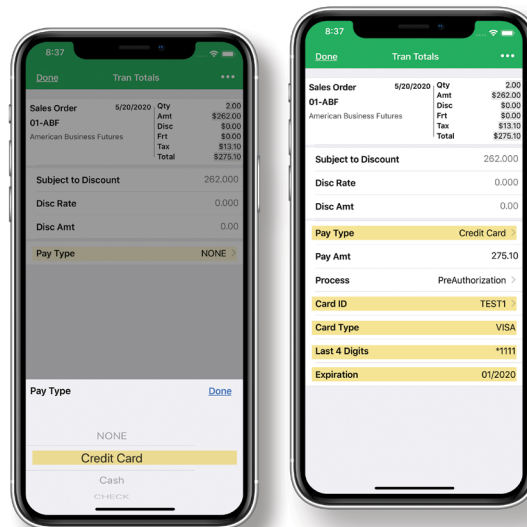 8:37
Done Tran Totals •••
Sales Order 5/20/2020 Qty 2.00
01-ABF Amt $262.00
American Business Futures Disc $0.00
Frt $0.00
Tax $13.10
Total $275.10
Subject to Discount 262.000
Disc Rate 0.000
Disc Amt 0.00
Pay Type NONE >
Pay Type Done
NONE
Credit Card
Cash
CHECK
8:37
Done Tran Totals •••
Sales Order 5/20/2020 Qty 2.00
01-ABF Amt $262.00
American Business Futures Disc $0.00
Frt $0.00
Tax $13.10
Total $275.10
Subject to Discount 262.000
Disc Rate 0.000
Disc Amt 0.00
Pay Type Credit Card >
Pay Amt 275.10
Process PreAuthorization >
Card ID TEST1 >
Card Type VISA
Last 4 Digits *1111
Expiration 01/2020